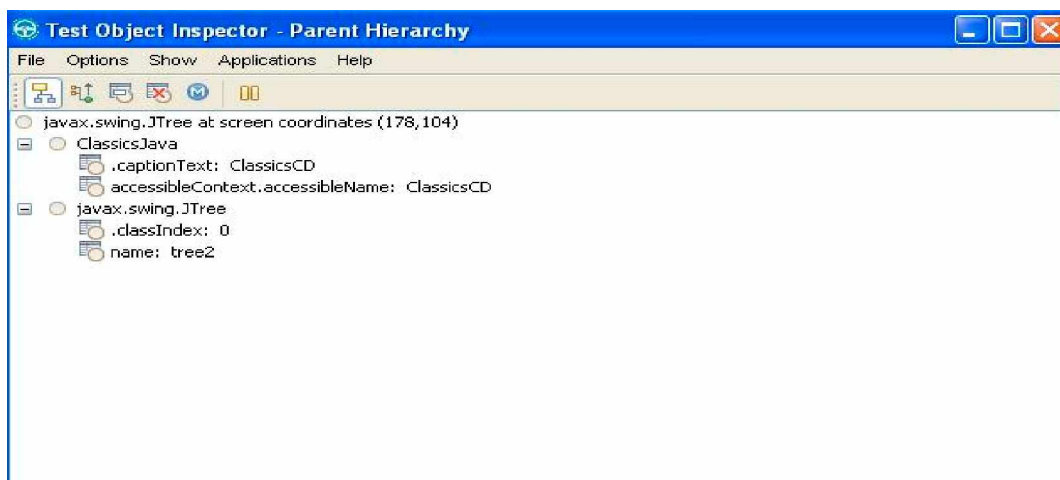 Test Object Inspector - Parent Hierarchy
File Options Show Applications Help
javax.swing.JTree at screen coordinates (178,104)
ClassicsJava
.captionText: ClassicsCD
accessibleContext.accessibleName: ClassicsCD
javax.swing.JTree
.classIndex: 0
name: tree2